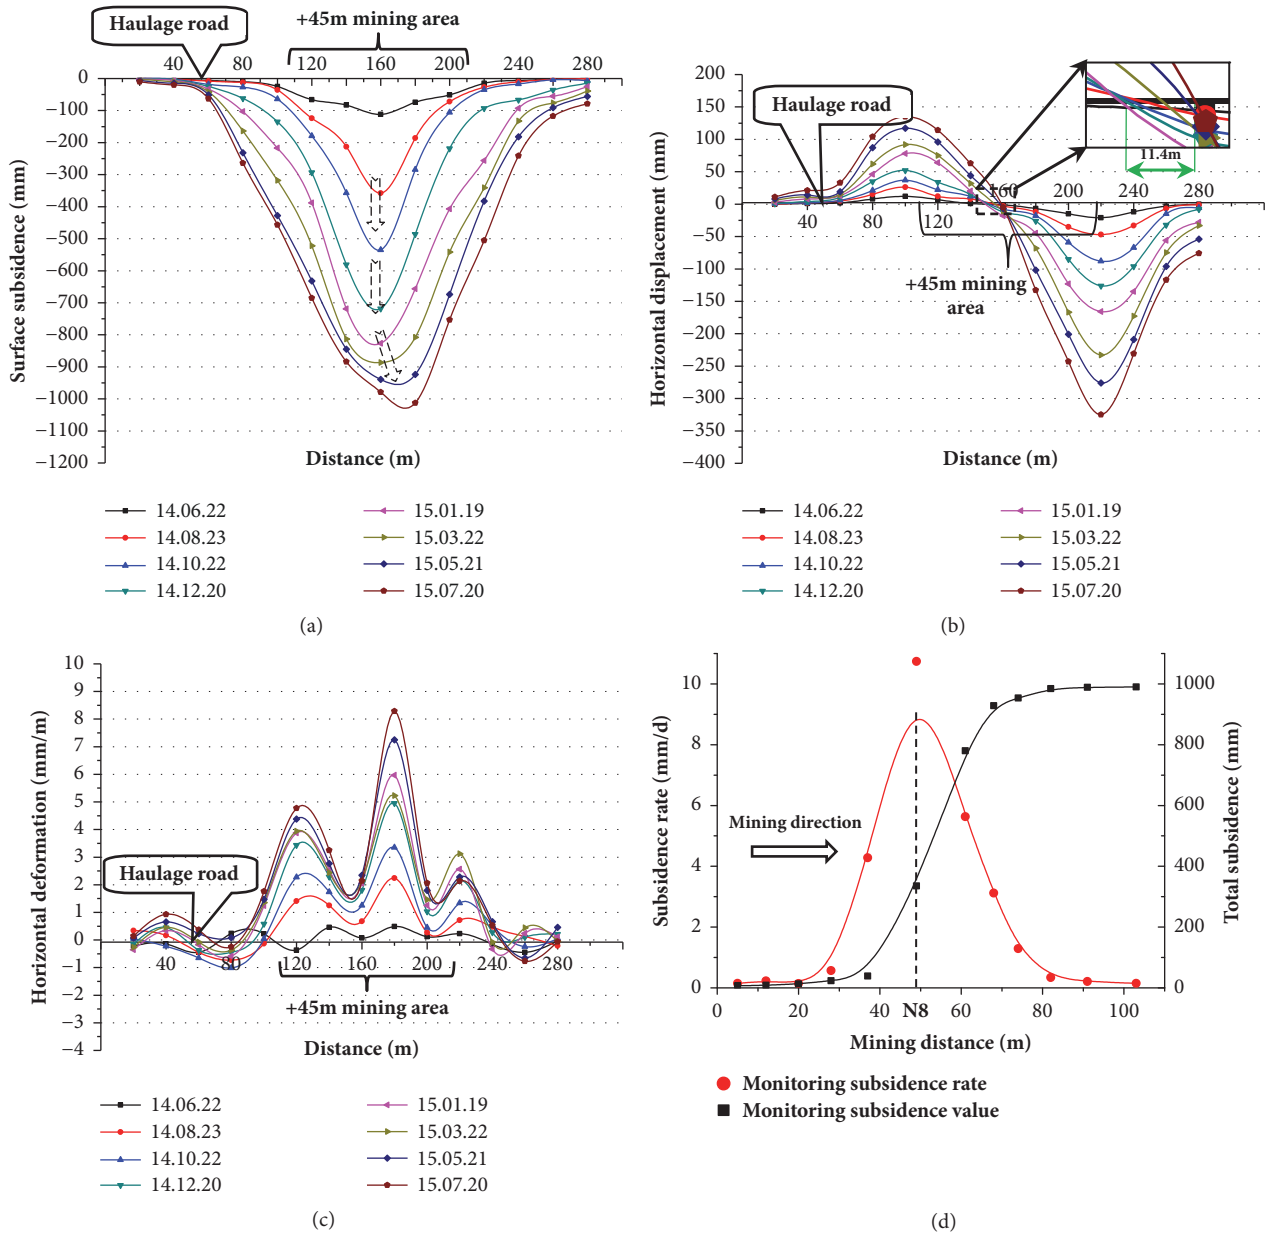 Haulage road
+45m mining area
40 80 120 160 200 240 280
0
−100
−200
−300
−400
−500
−600
−700
−800
−900
−1000
−1100
−1200
Surface subsidence (mm)
Distance (m)
14.06.22
14.08.23
14.10.22
14.12.20
15.01.19
15.03.22
15.05.21
15.07.20
(a)
200
150
100
50
0
−50
−100
−150
−200
−250
−300
−350
−400
Horizontal displacement (mm)
Haulage road
11.4m
40 80 120 160 200 240 280
+45m mining
area
Distance (m)
14.06.22
14.08.23
14.10.22
14.12.20
15.01.19
15.03.22
15.05.21
15.07.20
(b)
10
9
8
7
6
5
4
3
2
1
0
−1
−2
−3
−4
Horizontal deformation (mm/m)
Haulage road
40 80 120 160 200 240 280
+45m mining area
Distance (m)
14.06.22
14.08.23
14.10.22
14.12.20
15.01.19
15.03.22
15.05.21
15.07.20
(c)
10
8
6
4
2
0
Subsidence rate (mm/d)
Mining direction
1000
800
600
400
200
0
Total subsidence (mm)
0 20 40 N8 60 80 100
Mining distance (m)
Monitoring subsidence rate
Monitoring subsidence value
(d)